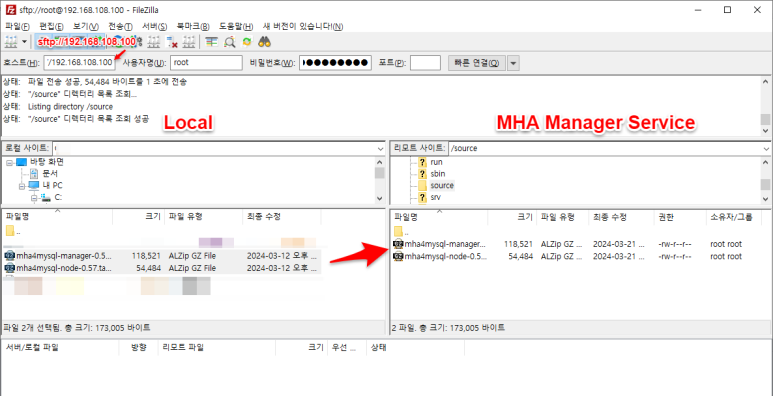 sftp://root@192.168.108.100 - FileZilla
파일(F) 편집(E) 보기(V) 전송(T) 서버(S) 북마크(B) 도움말(H) 새 버전이 있습니다!(N)
sftp://192.168.108.100
호스트(H): '/192.168.108.100 사용자명(U): root 비밀번호(W): ●●●●●●●●● 포트(P): 빠른 연결(Q)
상태: 파일 전송 성공, 54,484 바이트를 1 초에 전송
상태: "/source" 디렉터리 목록 조회...
상태: Listing directory /source
상태: "/source" 디렉터리 목록 조회 성공
Local MHA Manager Service
로컬 사이트: 리모트 사이트: /source
바탕 화면
문서
내 PC
C:
? run
? sbin
source
? srv
파일명 크기 파일 유형 최종 수정
..
mha4mysql-manager-0.5... 118,521 ALZip GZ File 2024-03-12 오후 ...
mha4mysql-node-0.57.ta... 54,484 ALZip GZ File 2024-03-12 오후 ...
파일 2개 선택됨. 총 크기: 173,005 바이트
파일명 크기 파일 유형 최종 수정 권한 소유자/그룹
..
mha4mysql-manager... 118,521 ALZip GZ ... 2024-03-21 ... -rw-r--r-- root root
mha4mysql-node-0.5... 54,484 ALZip GZ ... 2024-03-21 ... -rw-r--r-- root root
2 파일. 총 크기: 173,005 바이트
서버/로컬 파일 방향 리모트 파일 크기 우선 ... 상태